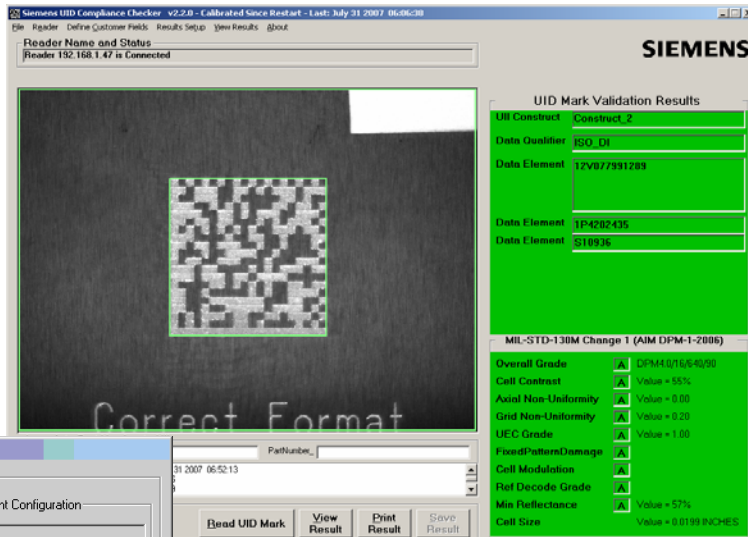 Siemens UID Compliance Checker v2.2.0 - Calibrated Since Restart - Last: July 31 2007 06:06:30
File Reader Define Customer Fields Results Setup View Results About
Reader Name and Status
Reader 192.168.1.47 is Connected
SIEMENS
UID Mark Validation Results
UII Construct Construct_2
Data Qualifier ISO_DI
Data Element 12V077991289
Data Element 1P4202435
Data Element S10936
Correct Format
MIL-STD-130M Change 1 (AIM DPM-1-2006)
Overall Grade A DPM4.0/16/640/90
Cell Contrast A Value = 55%
Axial Non-Uniformity A Value = 0.00
Grid Non-Uniformity A Value = 0.20
UEC Grade A Value = 1.00
FixedPatternDamage A
Cell Modulation A
Ref Decode Grade A
Min Reflectance A Value = 57%
Cell Size Value = 0.0199 INCHES
PartNumber_
31 2007 06:52:13
nt Configuration
Read UID Mark
View Result
Print Result
Save Result